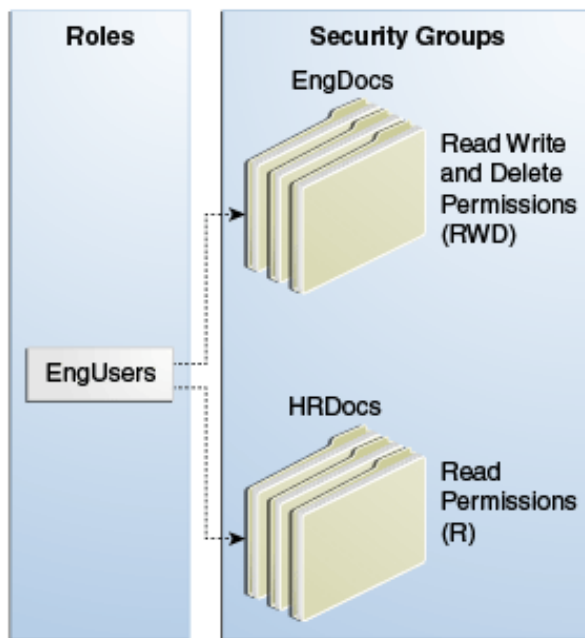 Roles
Security Groups
EngDocs
Read Write
and Delete
Permissions
(RWD)
EngUsers
HRDocs
Read
Permissions
(R)